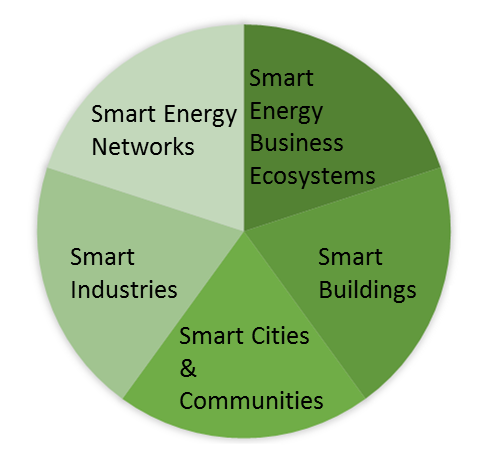 Smart
Energy
Business
Ecosystems
Smart
Buildings
Smart Cities
&
Communities
Smart
Industries
Smart Energy
Networks